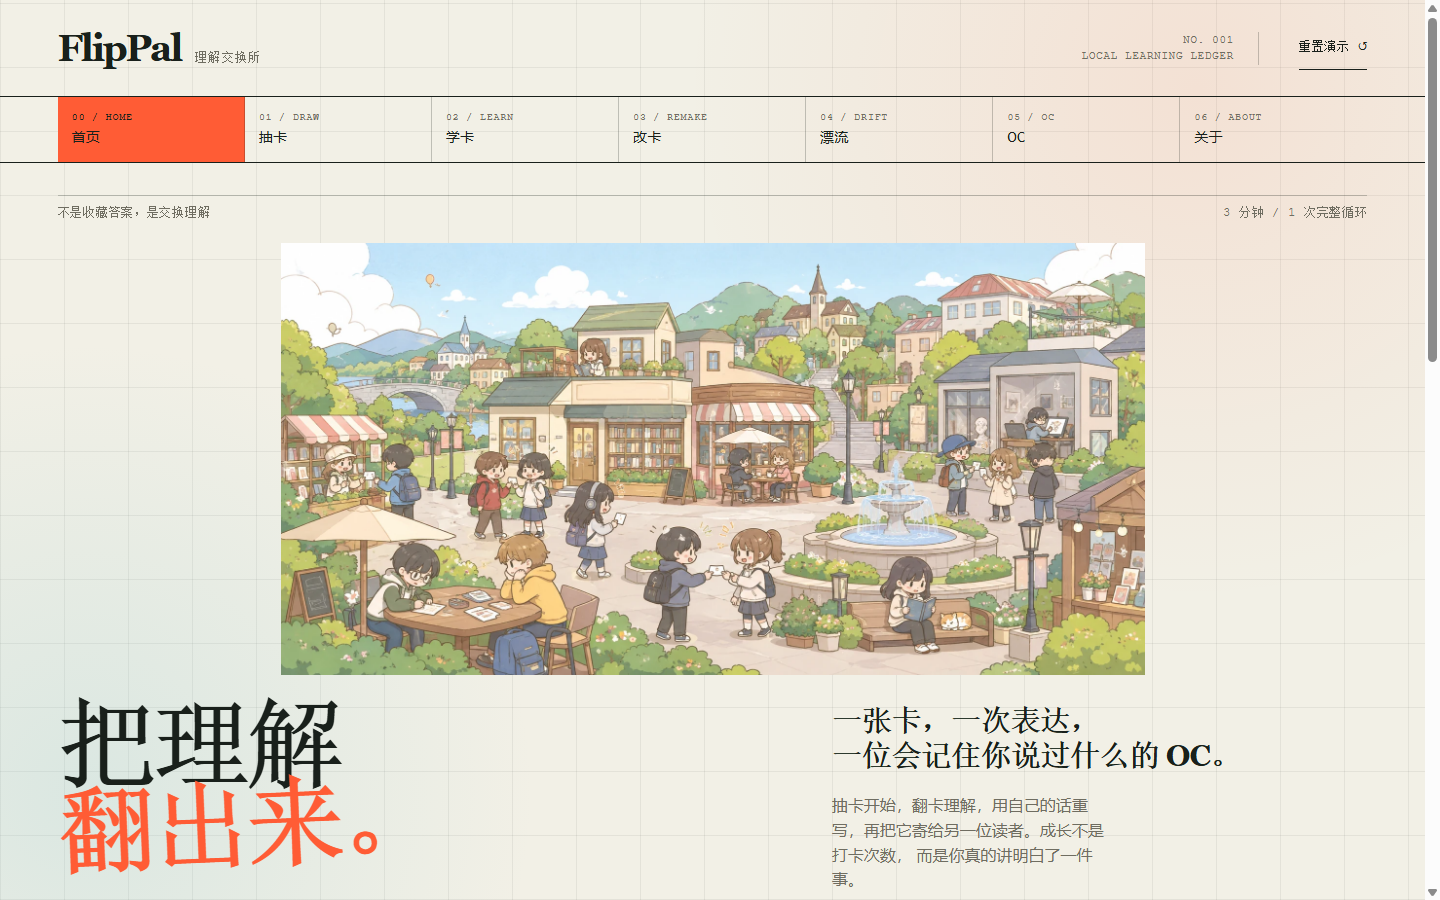 FlipPal 理解交换所
NO. 001
LOCAL LEARNING LEDGER
重置演示 ↺
00 / HOME
首页
01 / DRAW
抽卡
02 / LEARN
学卡
03 / REMAKE
改卡
04 / DRIFT
漂流
05 / OC
OC
06 / ABOUT
关于
不是收藏答案，是交换理解
3 分钟 / 1 次完整循环
把理解
翻出来。
一张卡，一次表达，
一位会记住你说过什么的 OC。
抽卡开始，翻卡理解，用自己的话重
写，再把它寄给另一位读者。成长不是
打卡次数， 而是你真的讲明白了一件
事。